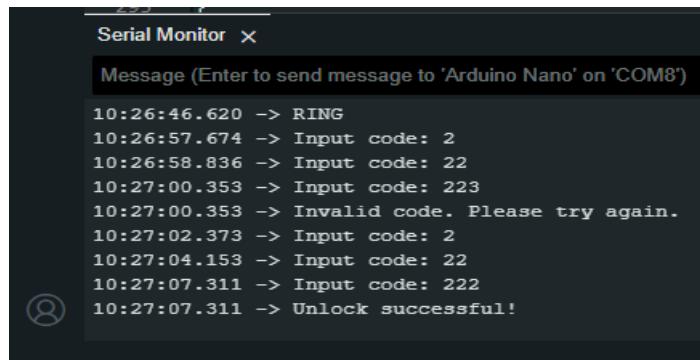 Serial Monitor ×
Message (Enter to send message to 'Arduino Nano' on 'COM8')
10:26:46.620 -> RING
10:26:57.674 -> Input code: 2
10:26:58.836 -> Input code: 22
10:27:00.353 -> Input code: 223
10:27:00.353 -> Invalid code. Please try again.
10:27:02.373 -> Input code: 2
10:27:04.153 -> Input code: 22
10:27:07.311 -> Input code: 222
10:27:07.311 -> Unlock successful!